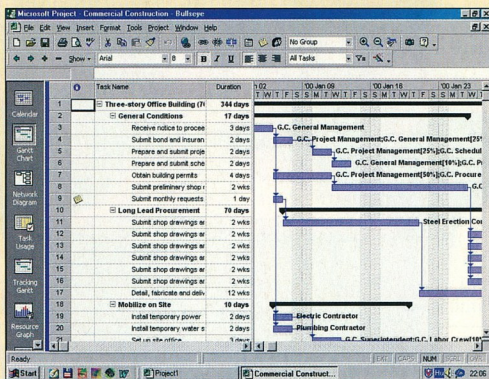 Microsoft Project - Commercial Construction - Bullseye
File Edit View Insert Format Tools Project Window Help
No Group
Show Arial 8 B I U All Tasks
Task Name Duration
02 '00 Jan 09 '00 Jan 16 '00 Jan 23
T W T F S S M T W T F S S M T W T F S S M T W T
1 Three-story Office Building (76 344 days
2 General Conditions 17 days
3 Receive notice to procee 3 days G.C. General Management
4 Submit bond and insuran 2 days G.C. Project Management;G.C. General Management[25%
5 Prepare and submit proje 2 days G.C. Project Management[25%];G.C. Schedul
6 Prepare and submit sche 2 days G.C. General Management[10%];G.C. P
7 Obtain building permits 4 days G.C. Project Management[50%];G.C. Procure
8 Submit preliminary shop 2 wks G.C
9 Submit monthly requests 1 day
10 Long Lead Procurement 70 days
11 Submit shop drawings ar 2 wks Steel Erection Con
12 Submit shop drawings ar 2 wks
13 Submit shop drawings ar 2 wks
14 Submit shop drawings ar 2 wks
15 Submit shop drawings ar 2 wks
16 Submit shop drawings ar 2 wks
17 Detail, fabricate and deliv 12 wks
18 Mobilize on Site 10 days
19 Install temporary power 2 days Electric Contractor
20 Install temporary water s 2 days Plumbing Contractor
21 Set up site office 3 days G.C. Superintendent;G.C. Labor Crew[10%
Calendar
Gantt Chart
Network Diagram
Task Usage
Tracking Gantt
Resource Graph
Ready EXT CAPS NUM SCRL OVR
Start Project1 Commercial Construct... Hu 22:06